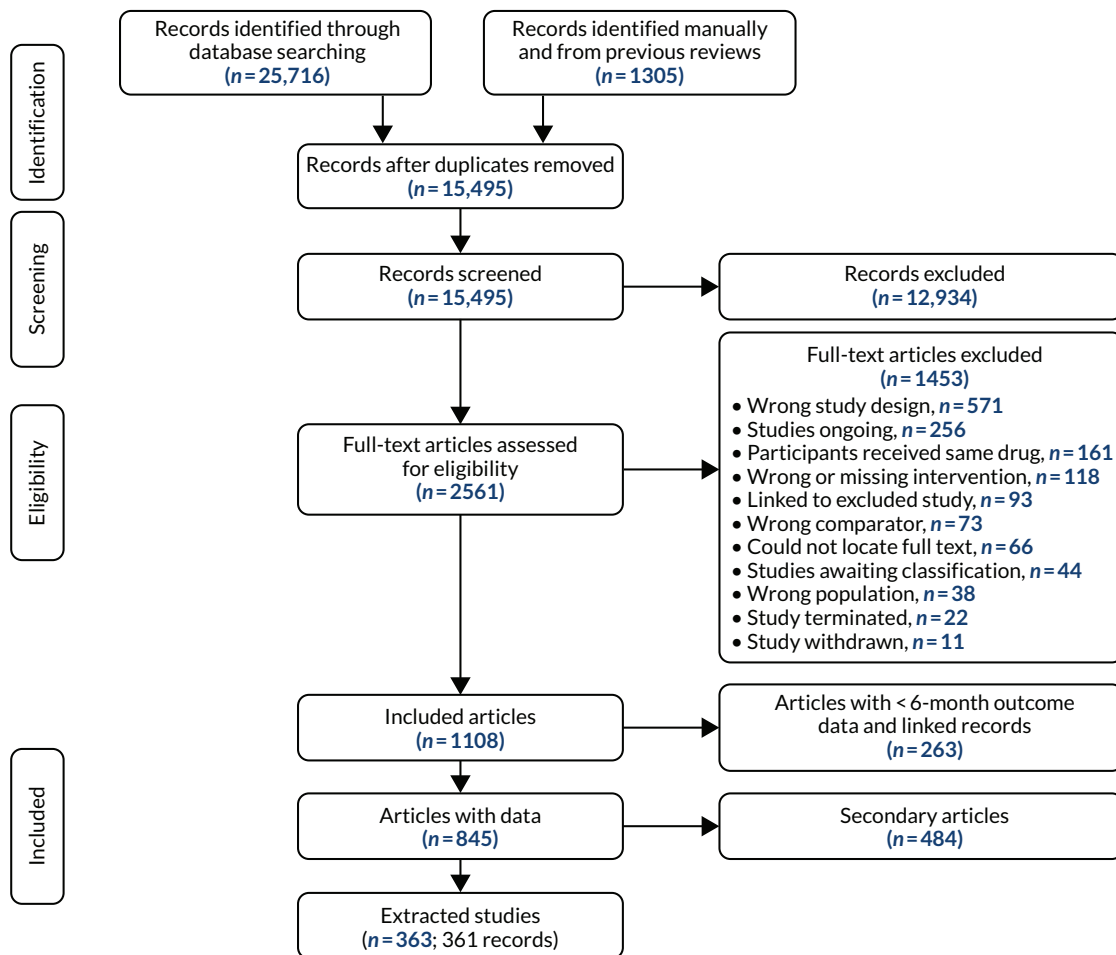 Identification
Records identified through
database searching
(n = 25,716)
Records identified manually
and from previous reviews
(n = 1305)
Records after duplicates removed
(n = 15,495)
Screening
Records screened
(n = 15,495)
Records excluded
(n = 12,934)
Eligibility
Full-text articles assessed
for eligibility
(n = 2561)
Full-text articles excluded
(n = 1453)
• Wrong study design, n = 571
• Studies ongoing, n = 256
• Participants received same drug, n = 161
• Wrong or missing intervention, n = 118
• Linked to excluded study, n = 93
• Wrong comparator, n = 73
• Could not locate full text, n = 66
• Studies awaiting classification, n = 44
• Wrong population, n = 38
• Study terminated, n = 22
• Study withdrawn, n = 11
Included
Included articles
(n = 1108)
Articles with < 6-month outcome
data and linked records
(n = 263)
Articles with data
(n = 845)
Secondary articles
(n = 484)
Extracted studies
(n = 363; 361 records)